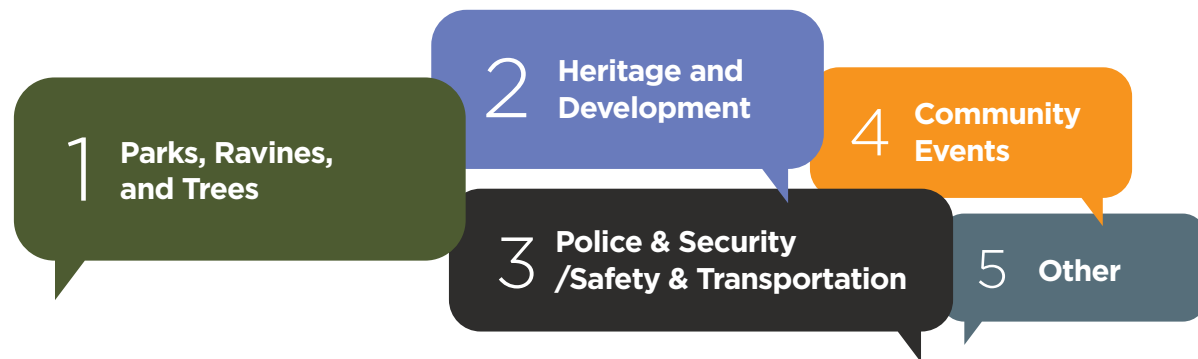 1
Parks, Ravines,
and Trees
2
Heritage and
Development
3
Police & Security
/Safety & Transportation
4
Community
Events
5
Other